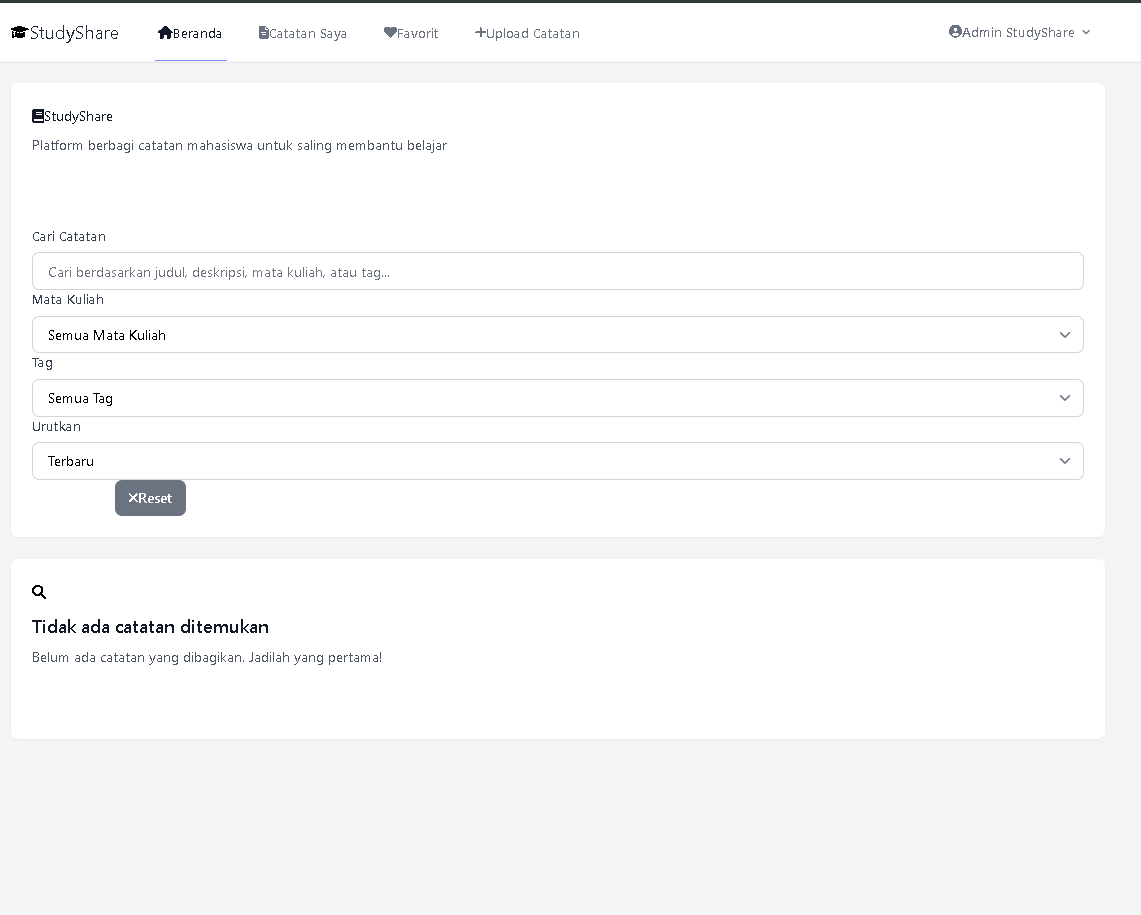 StudyShare Beranda Catatan Saya Favorit Upload Catatan Admin StudyShare
StudyShare
Platform berbagi catatan mahasiswa untuk saling membantu belajar
Cari Catatan
Cari berdasarkan judul, deskripsi, mata kuliah, atau tag...
Mata Kuliah
Semua Mata Kuliah
Tag
Semua Tag
Urutkan
Terbaru
Reset
Tidak ada catatan ditemukan
Belum ada catatan yang dibagikan. Jadilah yang pertama!